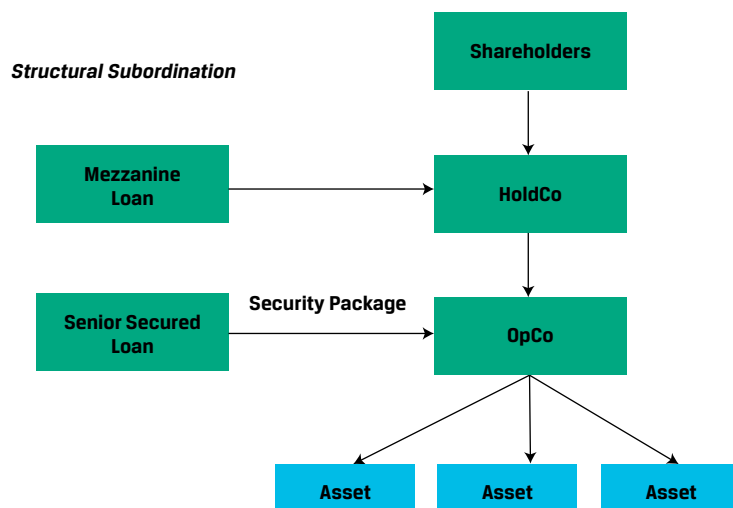 Shareholders
Structural Subordination
Mezzanine
Loan
HoldCo
Security Package
Senior Secured
Loan
OpCo
Asset
Asset
Asset